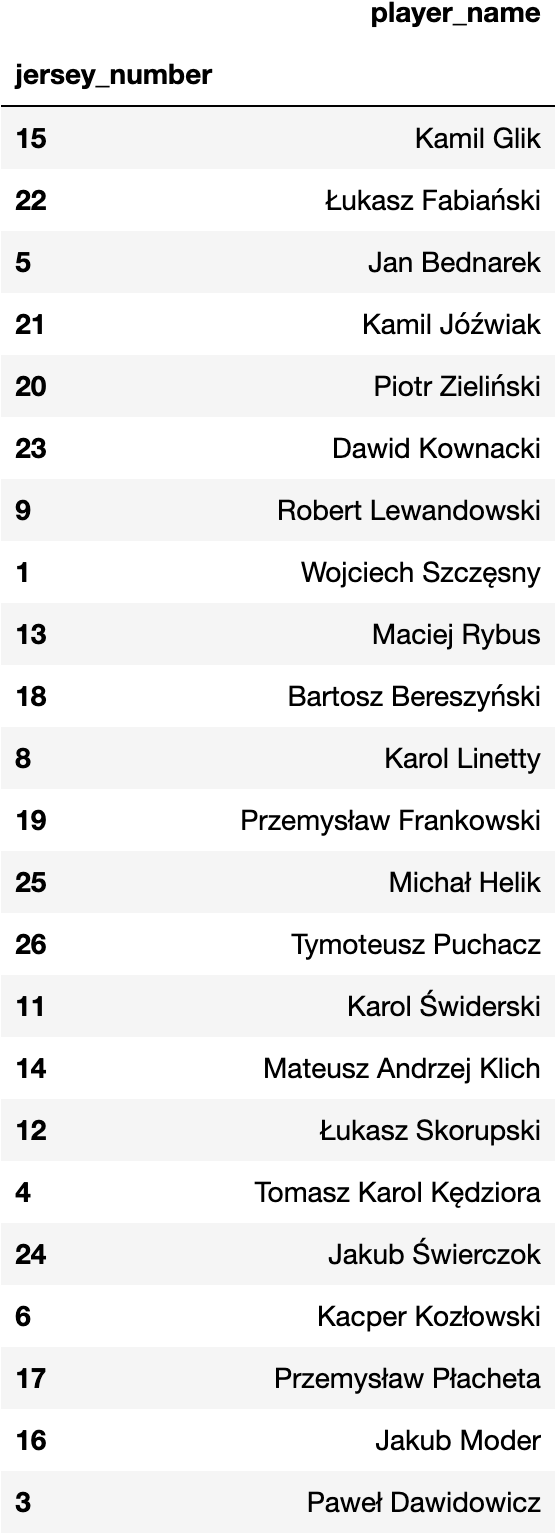 player_name
jersey_number
15 Kamil Glik
22 Łukasz Fabiański
5 Jan Bednarek
21 Kamil Jóźwiak
20 Piotr Zieliński
23 Dawid Kownacki
9 Robert Lewandowski
1 Wojciech Szczęsny
13 Maciej Rybus
18 Bartosz Bereszyński
8 Karol Linetty
19 Przemysław Frankowski
25 Michał Helik
26 Tymoteusz Puchacz
11 Karol Świderski
14 Mateusz Andrzej Klich
12 Łukasz Skorupski
4 Tomasz Karol Kędziora
24 Jakub Świerczok
6 Kacper Kozłowski
17 Przemysław Płacheta
16 Jakub Moder
3 Paweł Dawidowicz